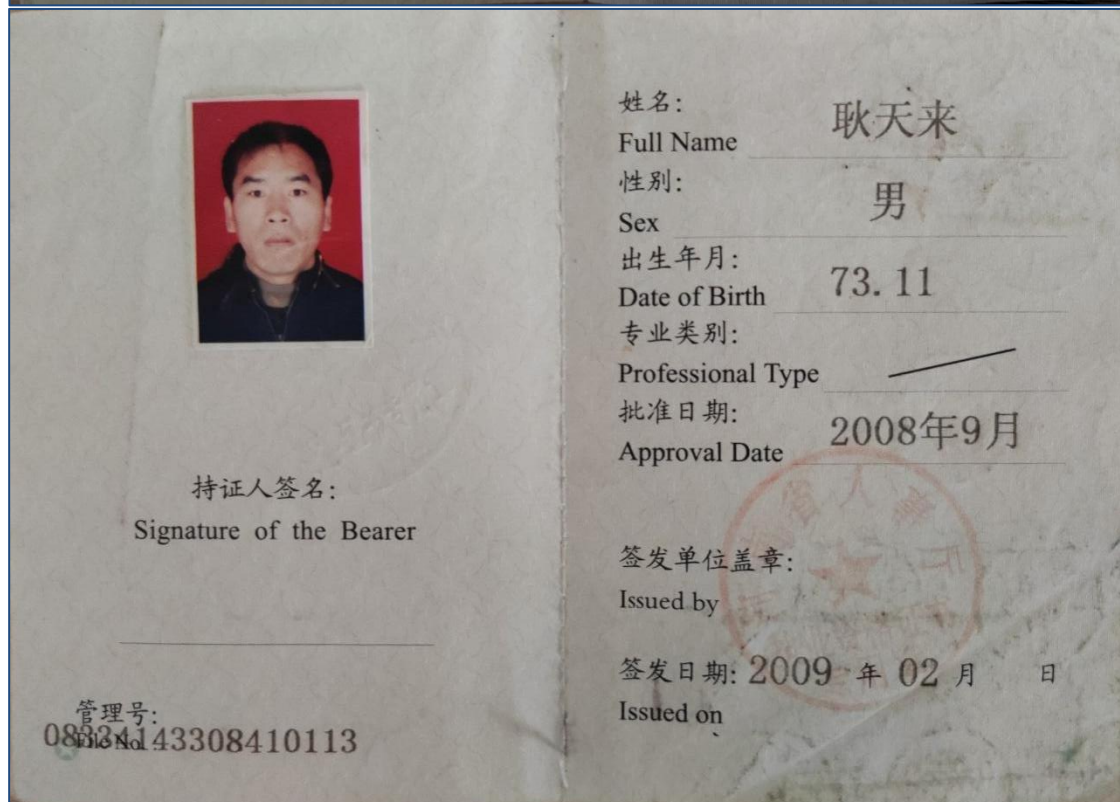 持证人签名:
Signature of the Bearer
管理号:
File No.
姓名:
耿天来
Full Name
性别:
男
Sex
出生年月:
73.11
Date of Birth
专业类别:
Professional Type
批准日期:
2008年9月
Approval Date
签发单位盖章:
Issued by
签发日期: 2009 年 02 月 日
Issued on